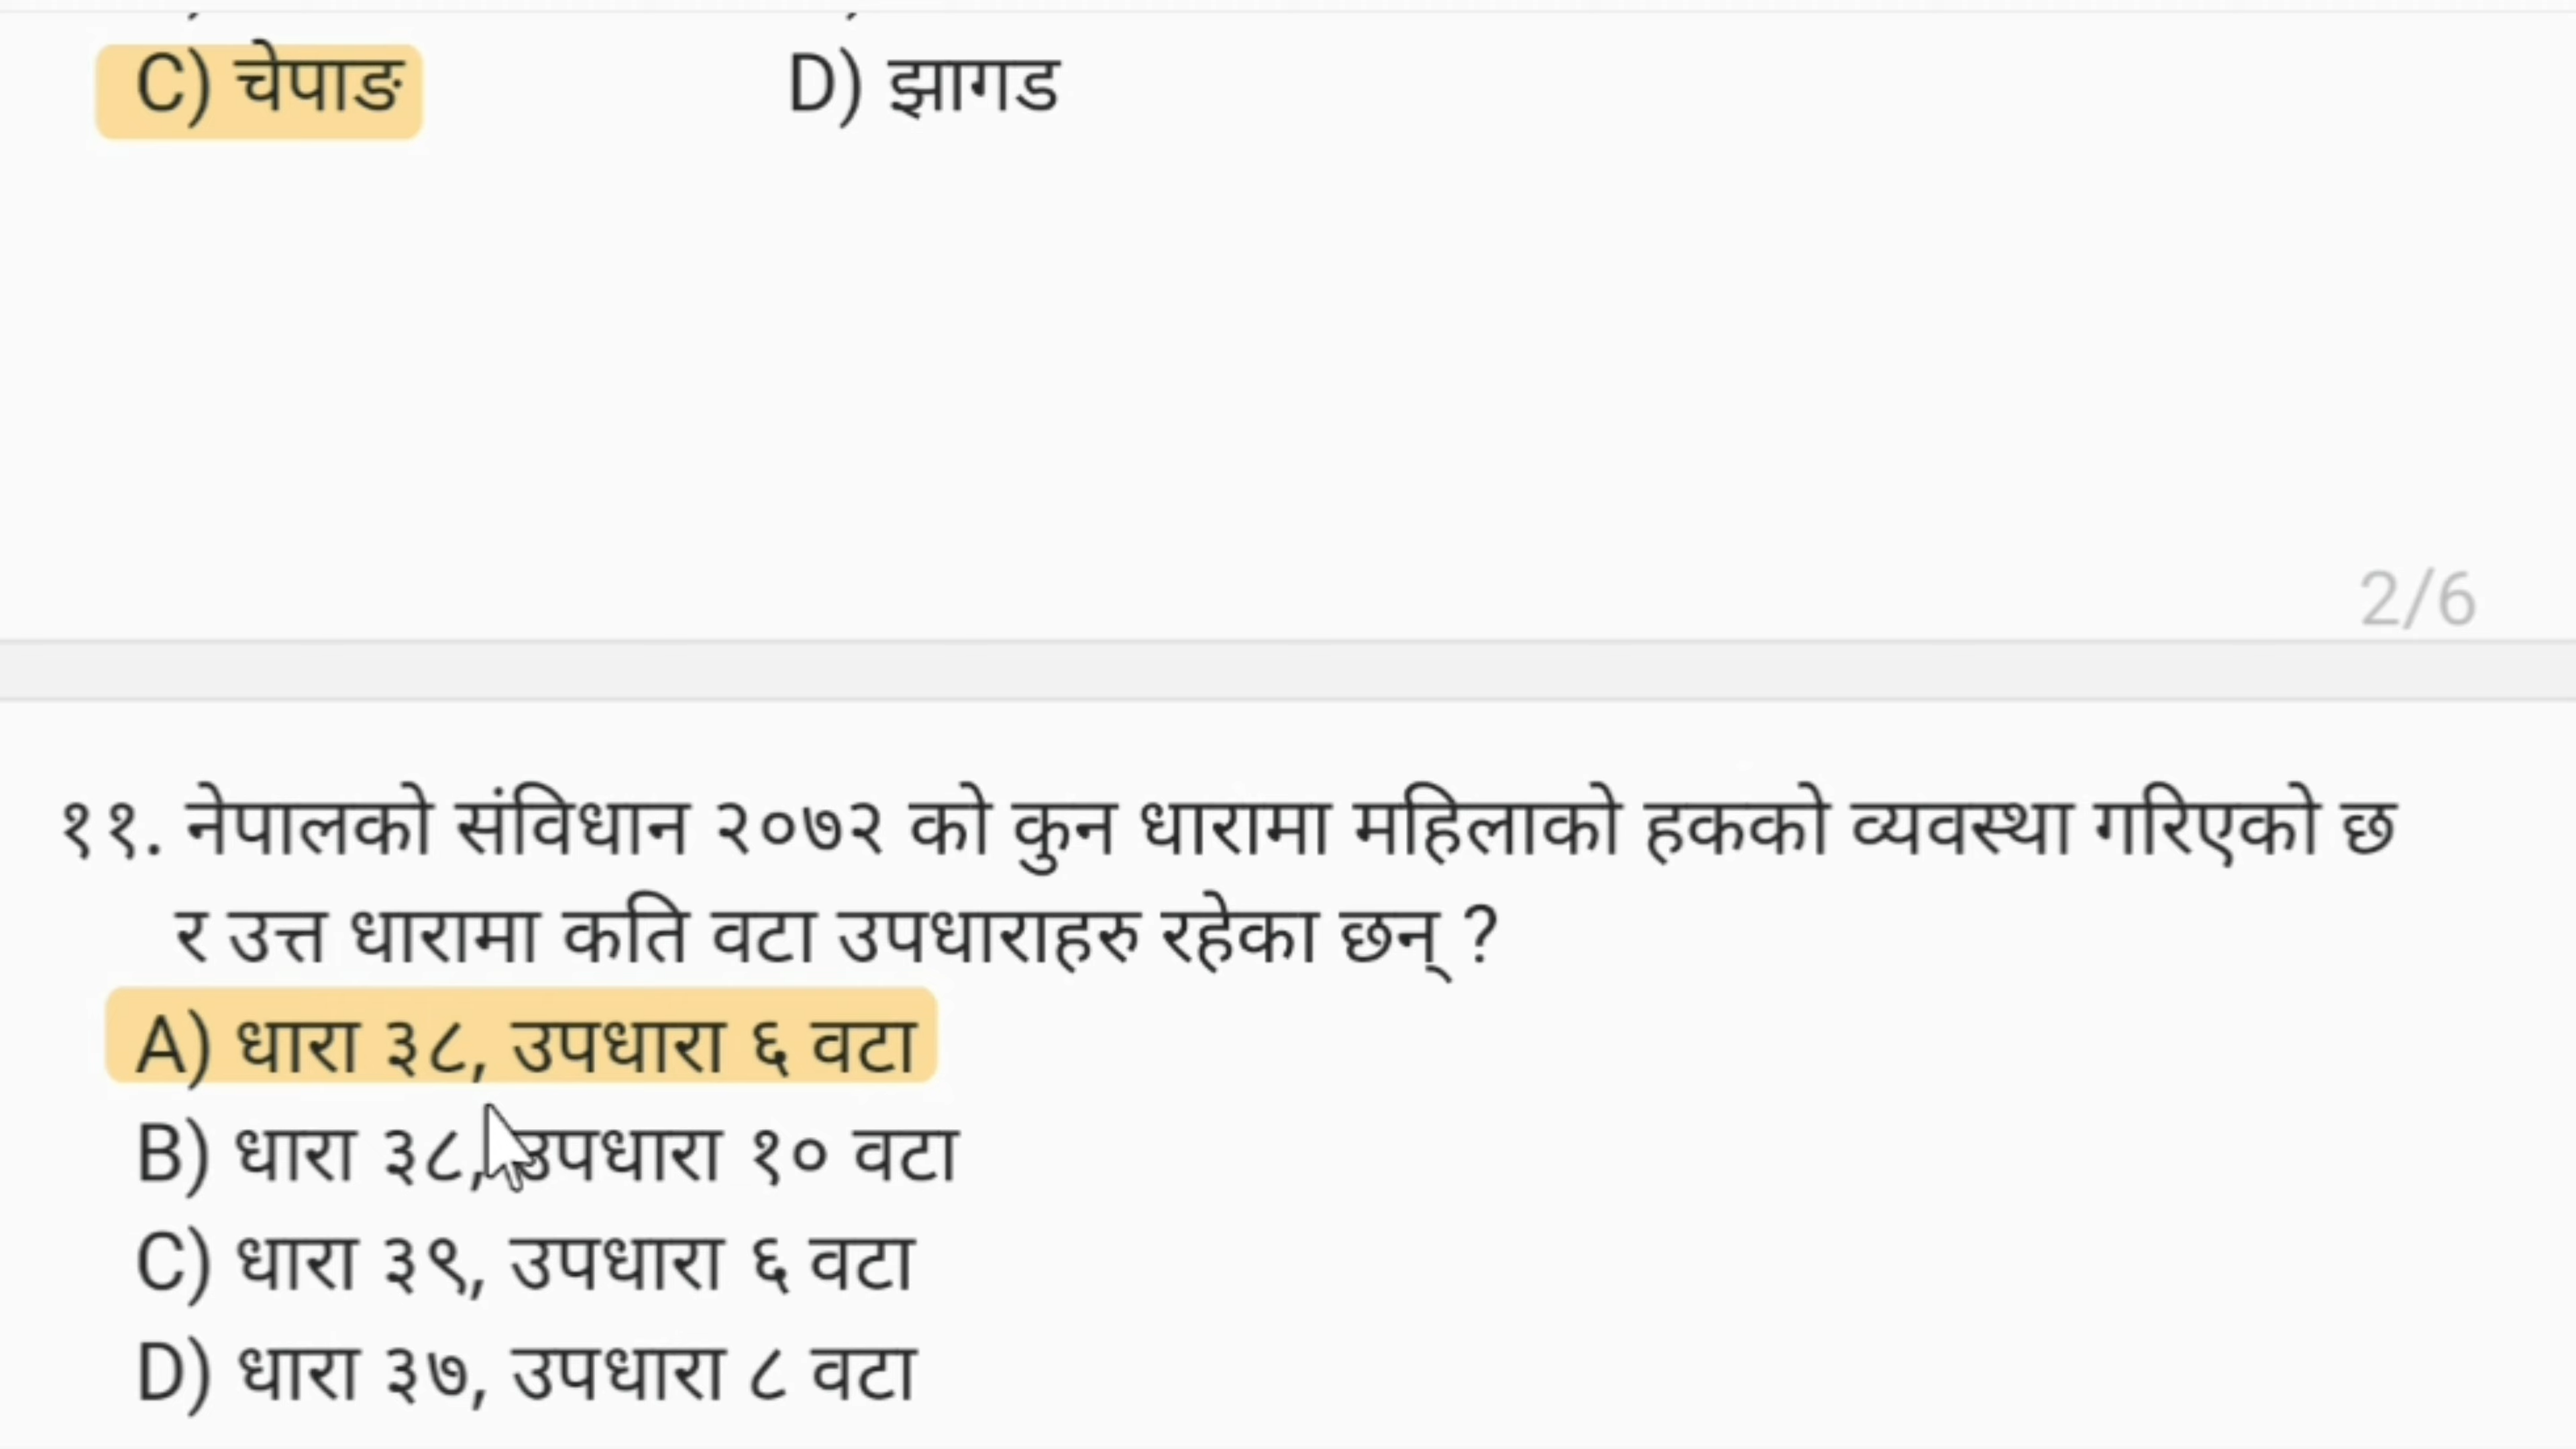 C) चेपाङ D) झागड
2/6
११. नेपालको संविधान २०७२ को कुन धारामा महिलाको हकको व्यवस्था गरिएको छ
र उत्त धारामा कति वटा उपधाराहरु रहेका छन् ?
A) धारा ३८, उपधारा ६ वटा
B) धारा ३८, उपधारा १० वटा
C) धारा ३९, उपधारा ६ वटा
D) धारा ३७, उपधारा ८ वटा